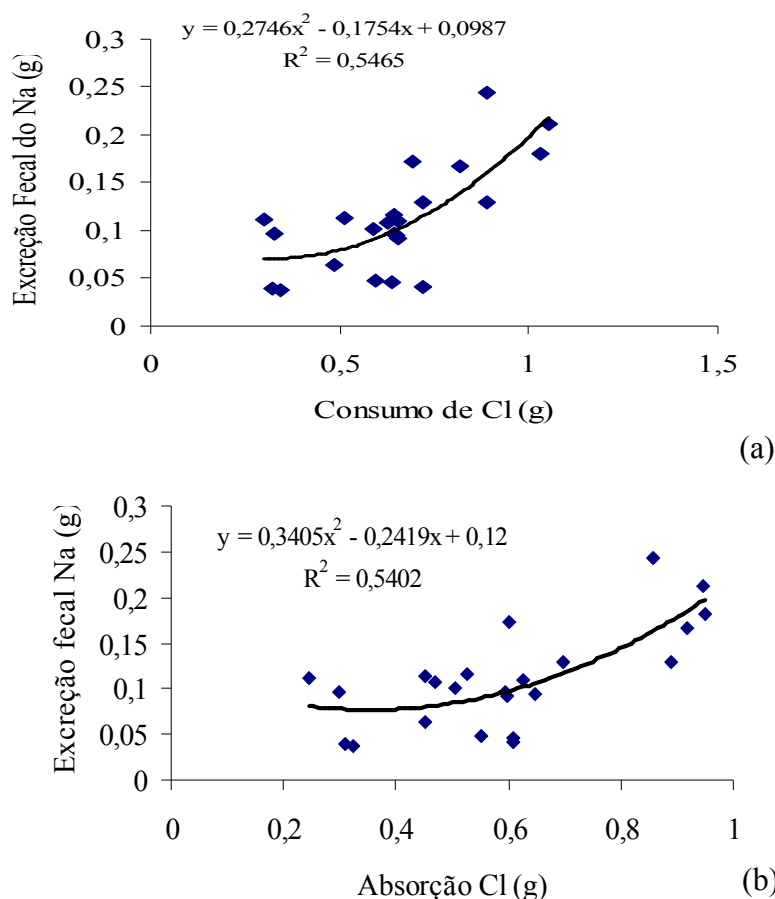 y = 0,2746x² - 0,1754x + 0,0987
R² = 0,5465
Excreção Fecal do Na (g)
0,3
0,25
0,2
0,15
0,1
0,05
0
0
0,5
1
1,5
Consumo de Cl (g)
(a)
y = 0,3405x² - 0,2419x + 0,12
R² = 0,5402
Excreção fecal Na (g)
0,3
0,25
0,2
0,15
0,1
0,05
0
0
0,2
0,4
0,6
0,8
1
Absorção Cl (g)
(b)